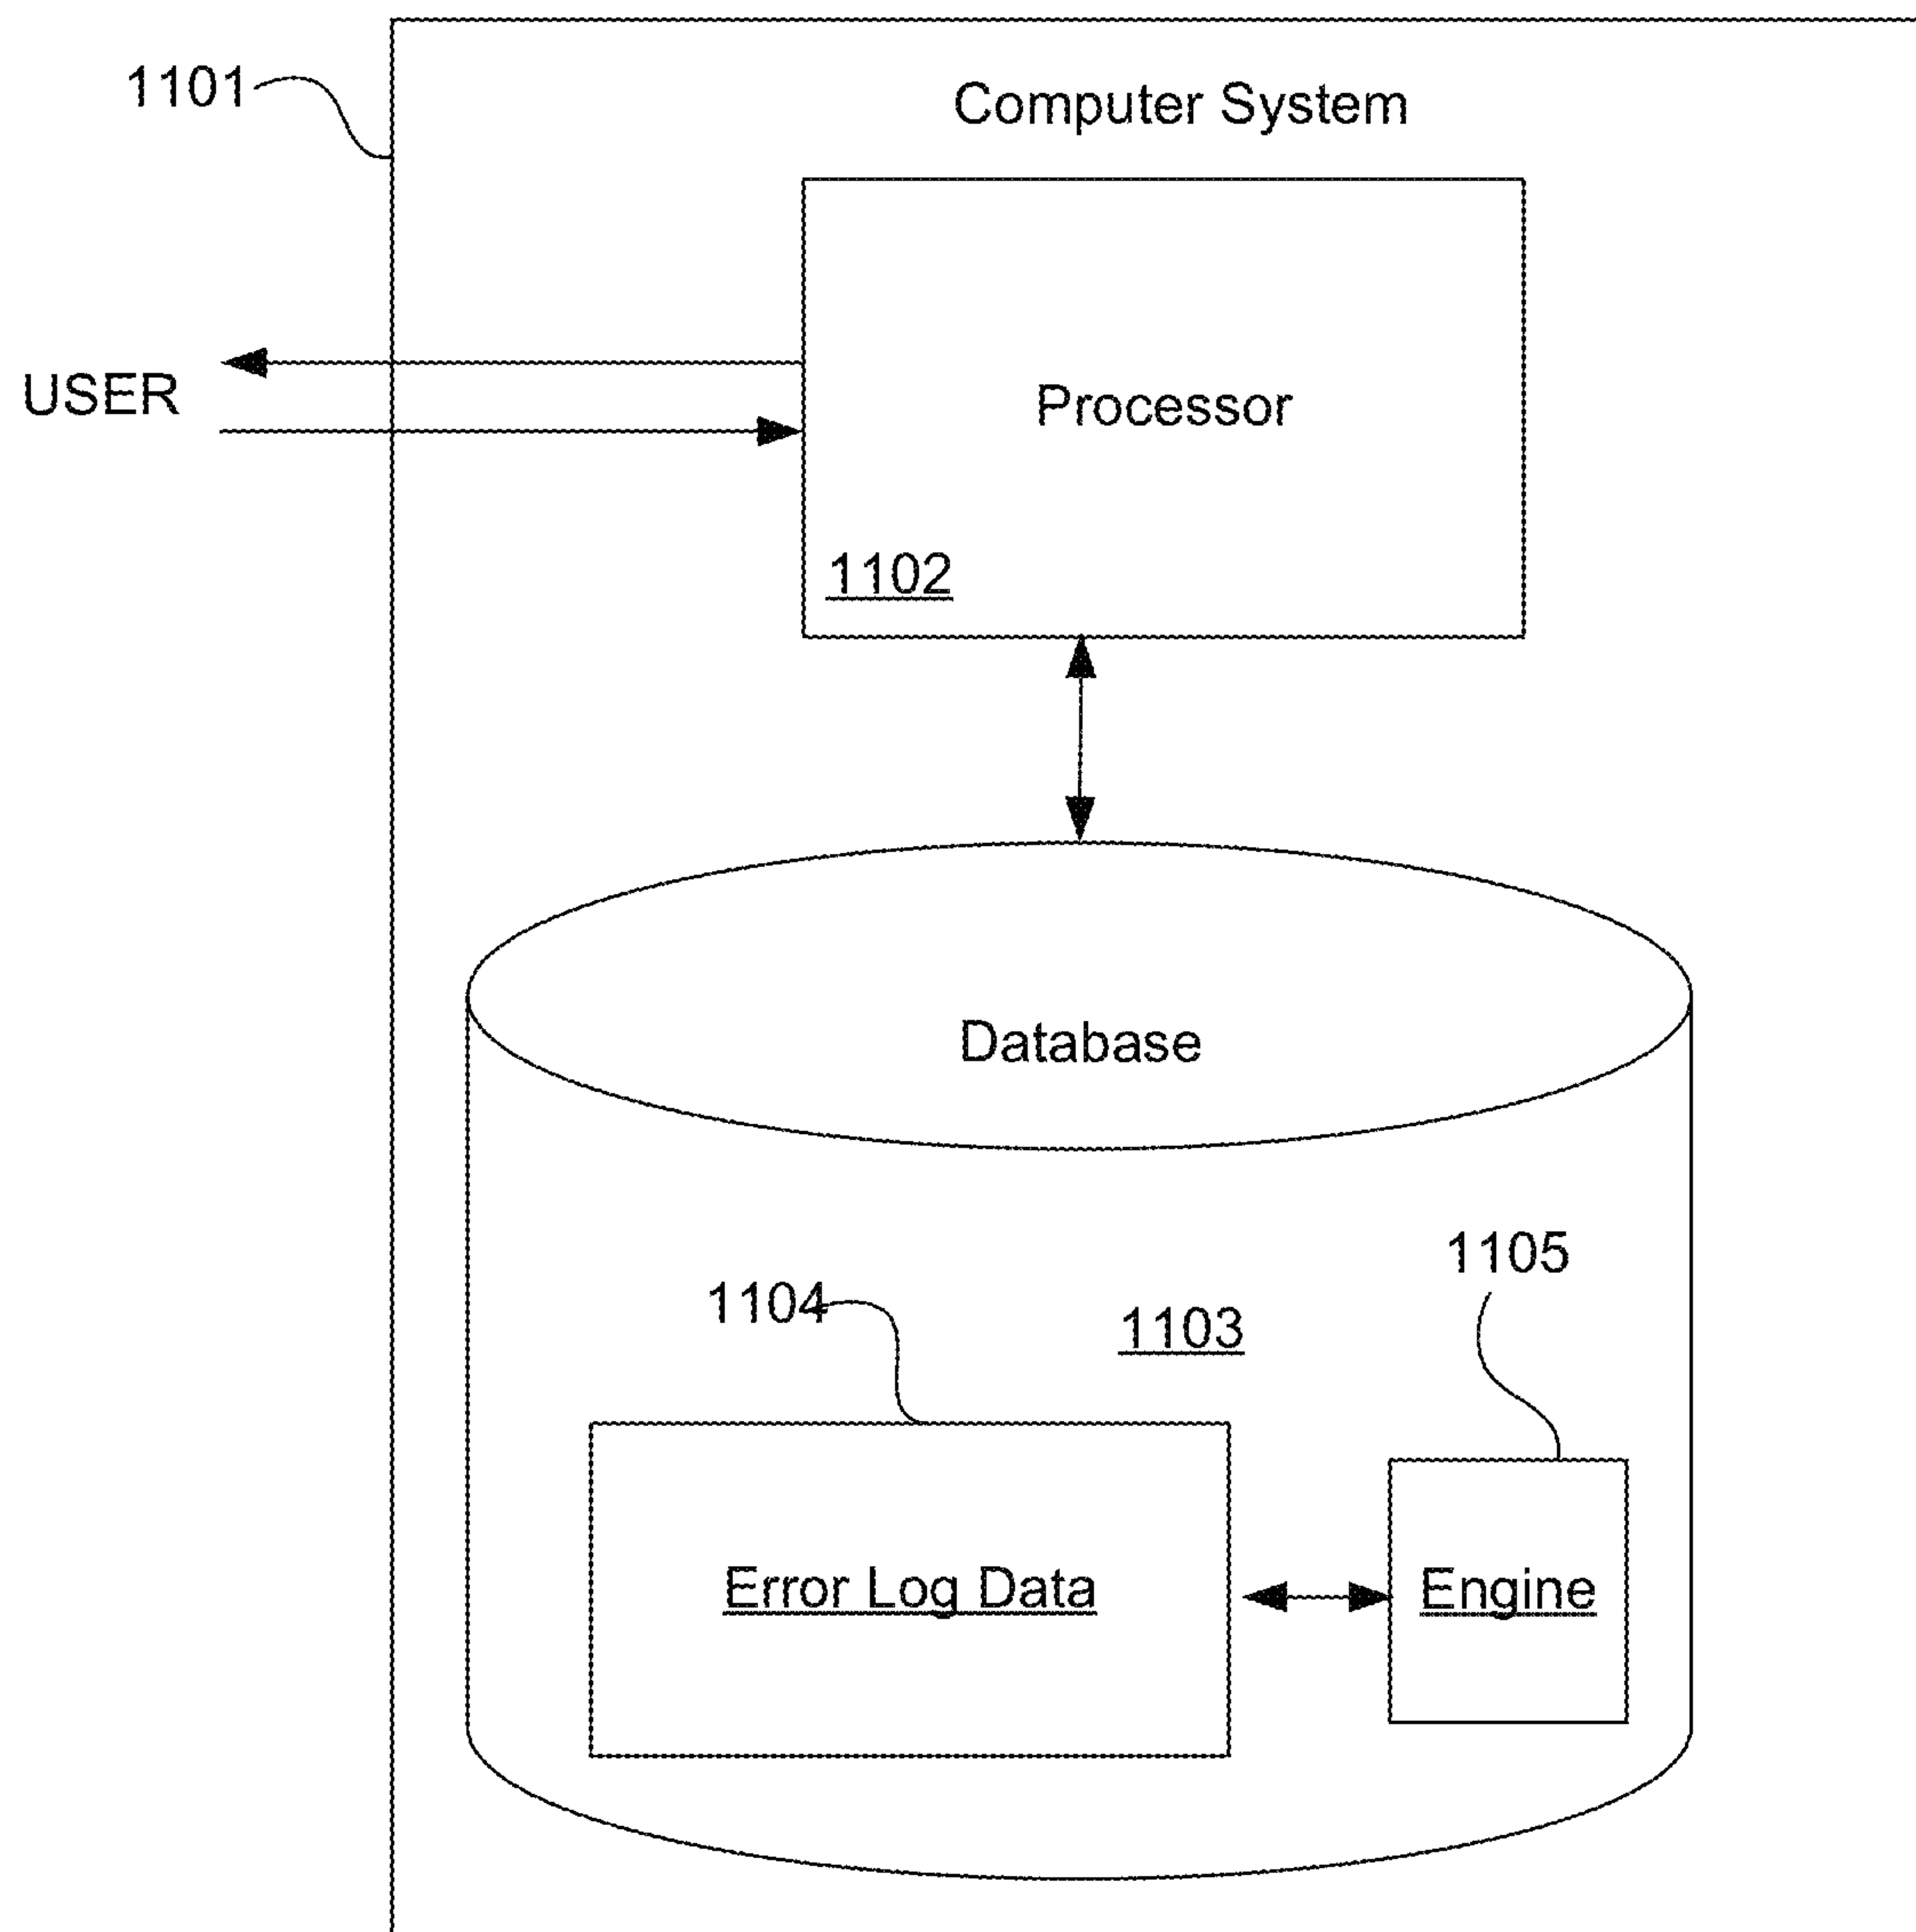 1101
Computer System
USER
Processor
1102
Database
1105
1104
1103
Error Log Data
Engine